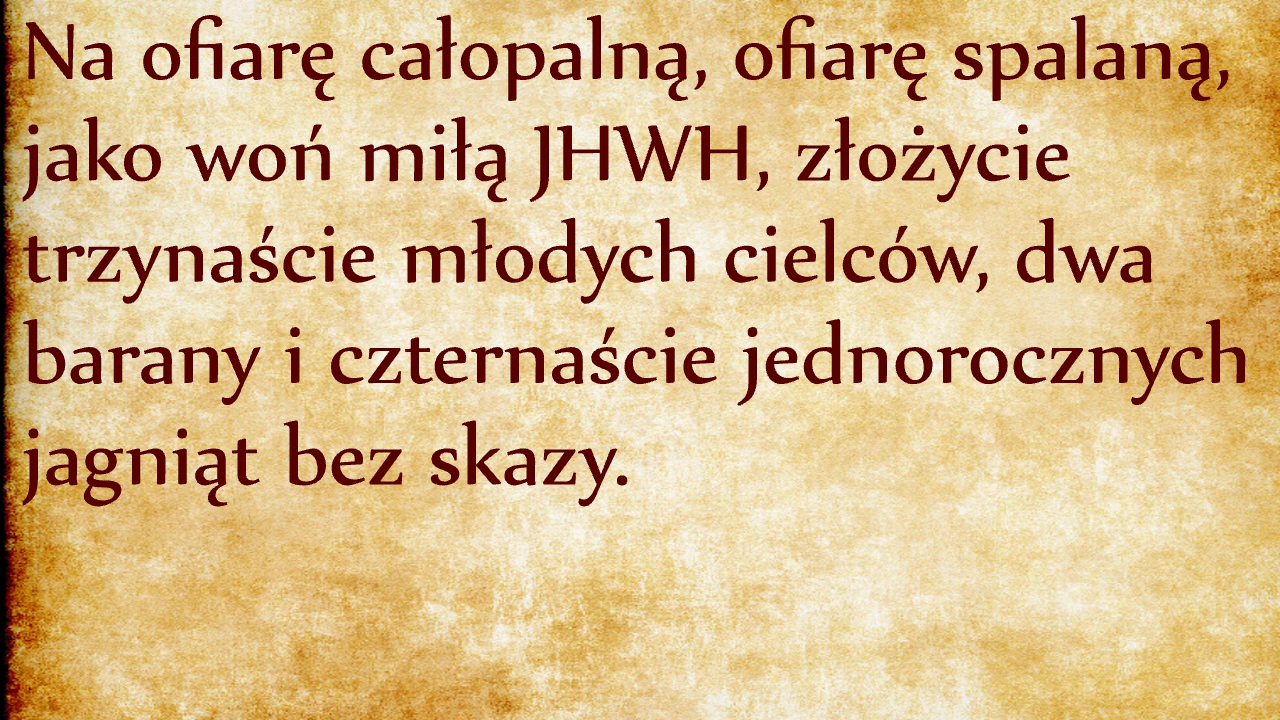 Na ofiarę całopalną, ofiarę spalaną,
jako woń miłą JHWH, złożycie
trzynaście młodych cielców, dwa
barany i czternaście jednorocznych
jagniąt bez skazy.